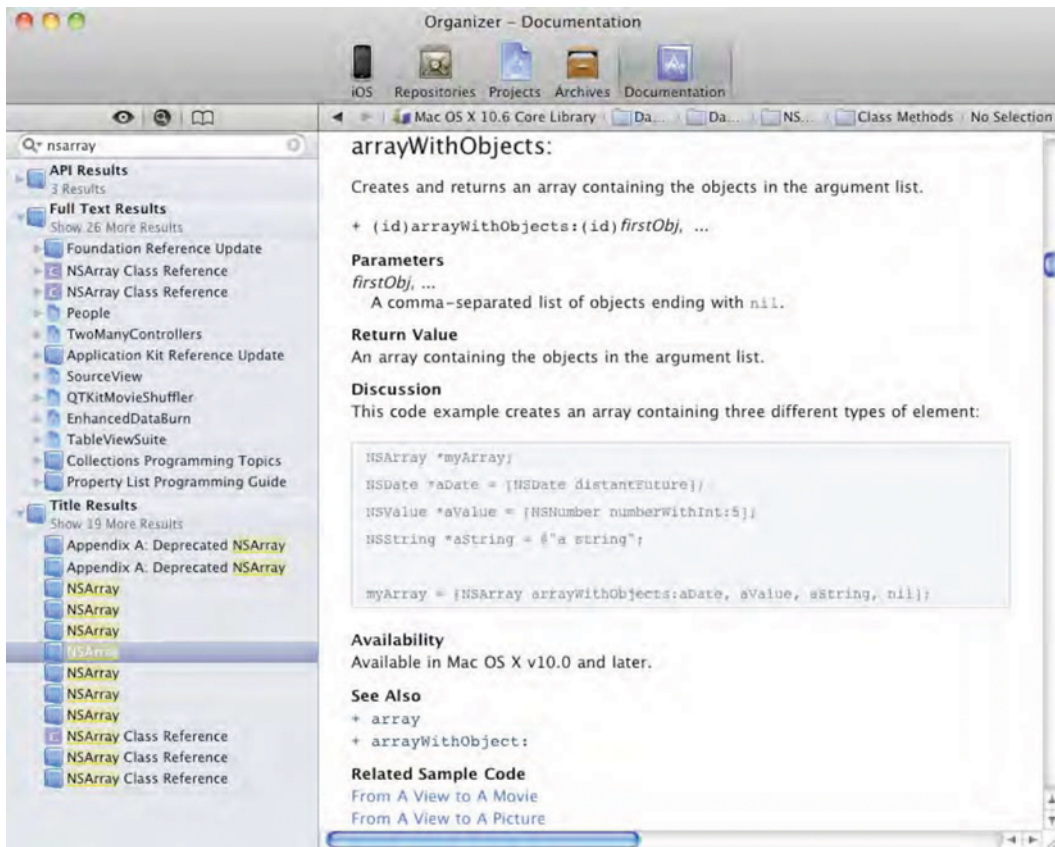 Organizer – Documentation
iOS Repositories Projects Archives Documentation
Mac OS X 10.6 Core Library Da... Da... NS... Class Methods No Selection
nsarray
API Results
3 Results
Full Text Results
Show 26 More Results
Foundation Reference Update
C NSArray Class Reference
C NSArray Class Reference
People
TwoManyControllers
Application Kit Reference Update
SourceView
QTKitMovieShuffler
EnhancedDataBurn
TableViewSuite
Collections Programming Topics
Property List Programming Guide
Title Results
Show 19 More Results
Appendix A: Deprecated NSArray
Appendix A: Deprecated NSArray
NSArray
NSArray
NSArray
NSArray
NSArray
NSArray
NSArray
C NSArray Class Reference
NSArray Class Reference
NSArray Class Reference
arrayWithObjects:
Creates and returns an array containing the objects in the argument list.
+ (id)arrayWithObjects:(id)firstObj, ...
Parameters
firstObj, ...
A comma-separated list of objects ending with nil.
Return Value
An array containing the objects in the argument list.
Discussion
This code example creates an array containing three different types of element:
NSArray *myArray;
NSDate *aDate = [NSDate distantFuture];
NSValue *aValue = [NSNumber numberWithInt:5];
NSString *aString = @"a string";
myArray = [NSArray arrayWithObjects:aDate, aValue, aString, nil];
Availability
Available in Mac OS X v10.0 and later.
See Also
+ array
+ arrayWithObject:
Related Sample Code
From A View to A Movie
From A View to A Picture